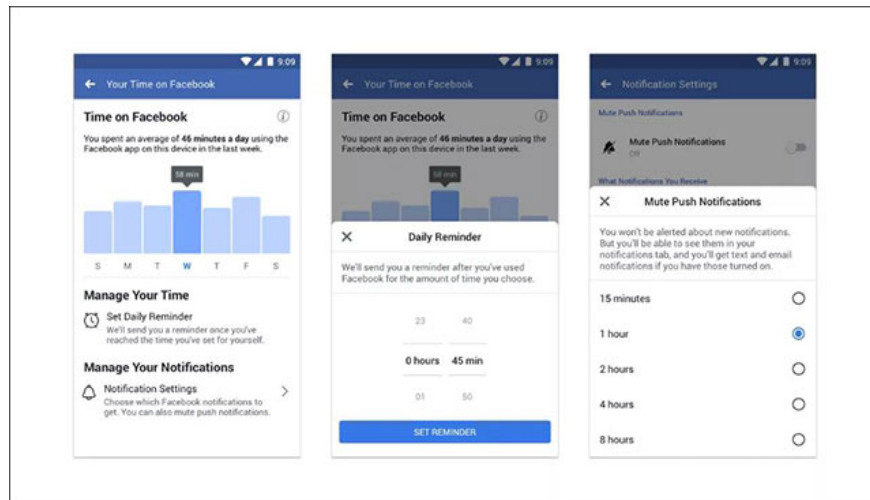 9:09
Your Time on Facebook
Time on Facebook
You spent an average of 46 minutes a day using the
Facebook app on this device in the last week.
58 min
S M T W T F S
Manage Your Time
Set Daily Reminder
We'll send you a reminder once you've
reached the time you've set for yourself.
Manage Your Notifications
Notification Settings
Choose which Facebook notifications to
get. You can also mute push notifications.
9:09
Your Time on Facebook
Time on Facebook
You spent an average of 46 minutes a day using the
Facebook app on this device in the last week.
58 min
Daily Reminder
We'll send you a reminder after you've used
Facebook for the amount of time you choose.
23 40
0 hours 45 min
01 50
SET REMINDER
9:09
Notification Settings
Mute Push Notifications
Mute Push Notifications
Off
What Notifications You Receive
Mute Push Notifications
You won't be alerted about new notifications.
But you'll be able to see them in your
notifications tab, and you'll get text and email
notifications if you have those turned on.
15 minutes
1 hour
2 hours
4 hours
8 hours